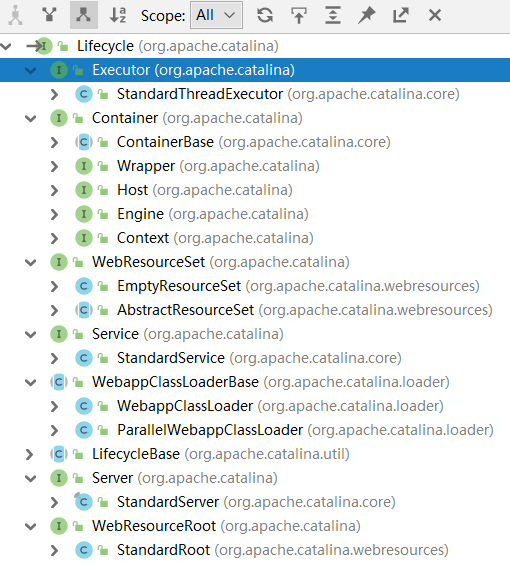 Scope: All
Lifecycle (org.apache.catalina)
Executor (org.apache.catalina)
StandardThreadExecutor (org.apache.catalina.core)
Container (org.apache.catalina)
ContainerBase (org.apache.catalina.core)
Wrapper (org.apache.catalina)
Host (org.apache.catalina)
Engine (org.apache.catalina)
Context (org.apache.catalina)
WebResourceSet (org.apache.catalina)
EmptyResourceSet (org.apache.catalina.webresources)
AbstractResourceSet (org.apache.catalina.webresources)
Service (org.apache.catalina)
StandardService (org.apache.catalina.core)
WebappClassLoaderBase (org.apache.catalina.loader)
WebappClassLoader (org.apache.catalina.loader)
ParallelWebappClassLoader (org.apache.catalina.loader)
LifecycleBase (org.apache.catalina.util)
Server (org.apache.catalina)
StandardServer (org.apache.catalina.core)
WebResourceRoot (org.apache.catalina)
StandardRoot (org.apache.catalina.webresources)